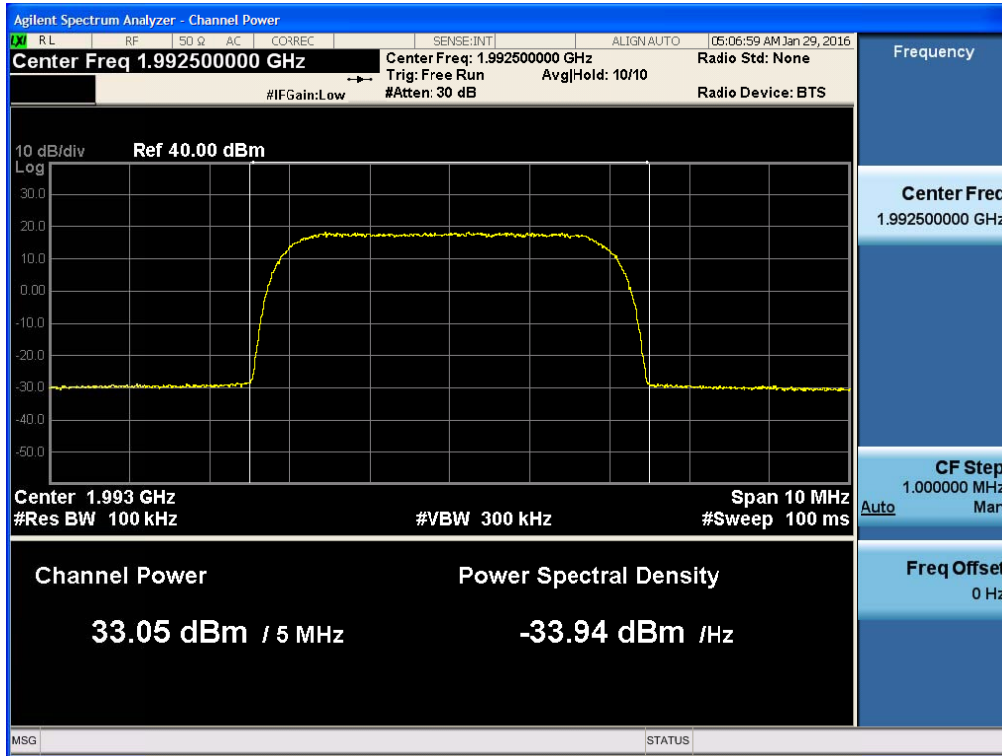 Agilent Spectrum Analyzer - Channel Power
LXI RL RF 50 Ω AC CORREC SENSE:INT ALIGN AUTO 05:06:59 AM Jan 29, 2016
Center Freq 1.992500000 GHz
Center Freq: 1.992500000 GHz Radio Std: None
Trig: Free Run Avg|Hold: 10/10
#IFGain:Low #Atten: 30 dB Radio Device: BTS
Frequency
10 dB/div Ref 40.00 dBm
Log
30.0
20.0
10.0
0.00
-10.0
-20.0
-30.0
-40.0
-50.0
Center 1.993 GHz Span 10 MHz
#Res BW 100 kHz #VBW 300 kHz #Sweep 100 ms
Channel Power Power Spectral Density
33.05 dBm / 5 MHz -33.94 dBm /Hz
Center Freq
1.992500000 GHz
CF Step
1.000000 MHz
Auto Man
Freq Offset
0 Hz
MSG STATUS